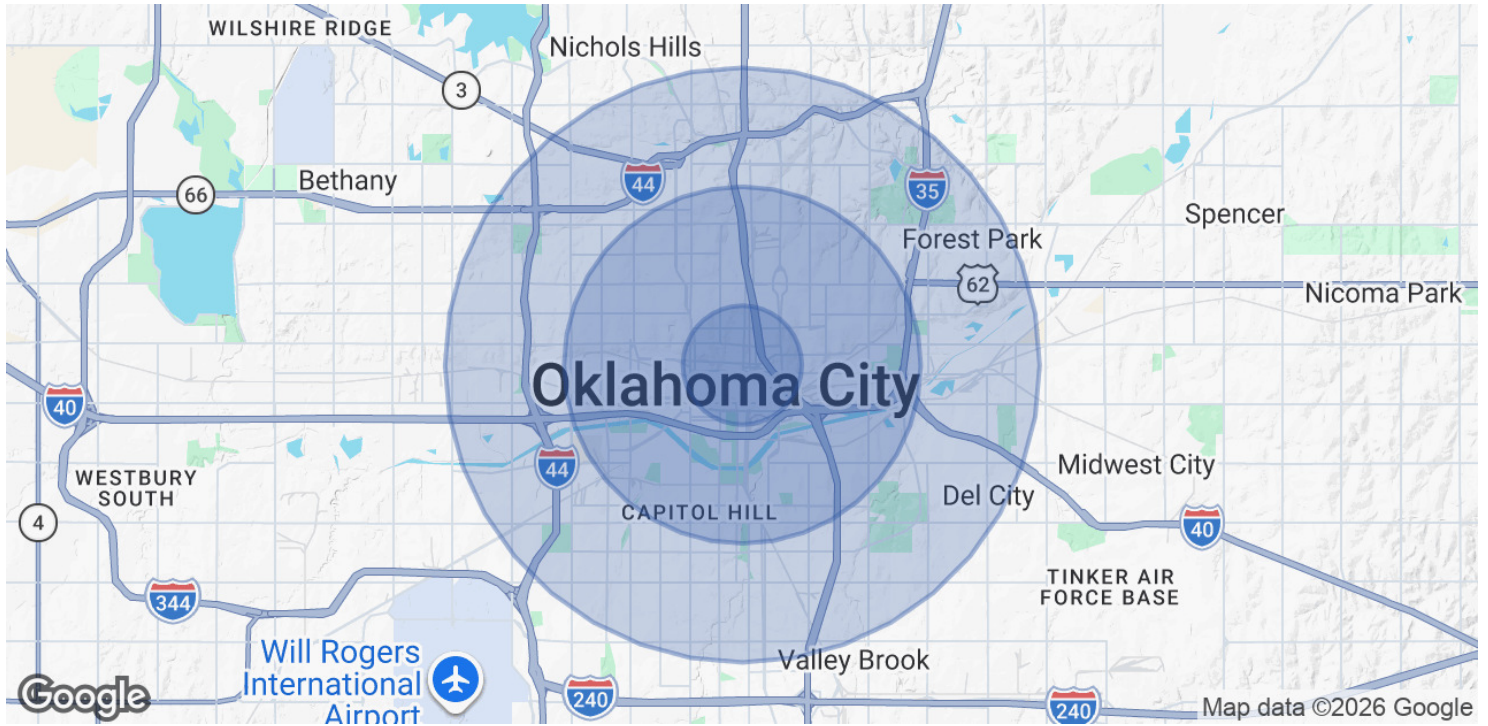 WILSHIRE RIDGE
Nichols Hills
3
Bethany
44
35
66
Spencer
Forest Park
62
Nicoma Park
Oklahoma City
40
44
WESTBURY
SOUTH
Midwest City
Del City
CAPITOL HILL
4
40
TINKER AIR
FORCE BASE
344
Will Rogers
International
Airport
Valley Brook
240
240
Google
Map data ©2026 Google